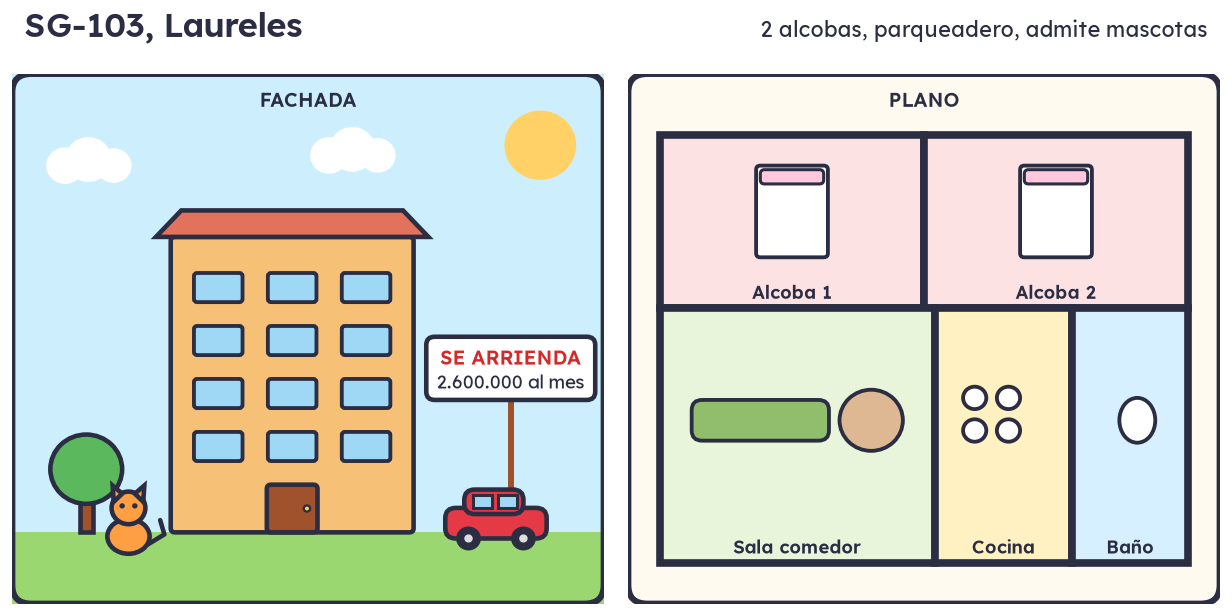 SG-103, Laureles
2 alcobas, parqueadero, admite mascotas
FACHADA
SE ARRIENDA
2.600.000 al mes
PLANO
Alcoba 1
Alcoba 2
Sala comedor
Cocina
Baño